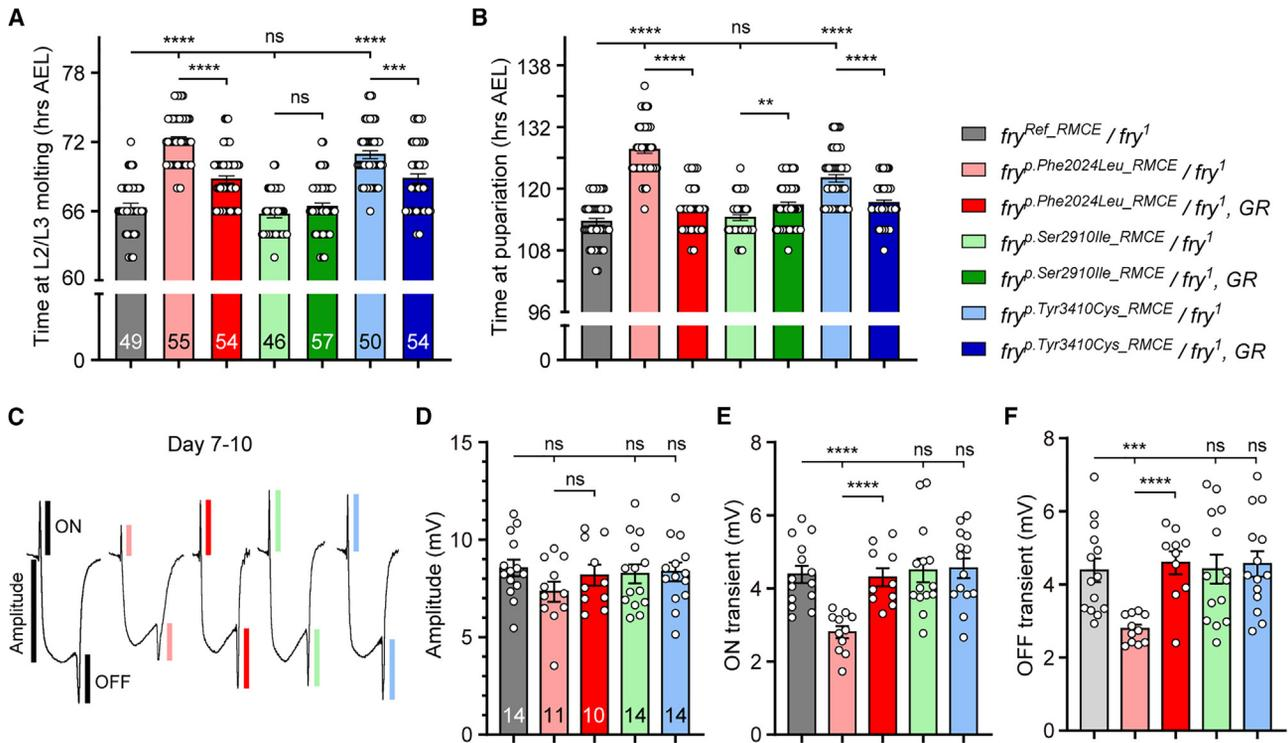 A
Time at L2/L3 molting (hrs AEL)
78
72
66
60
0
****
ns
****
****
ns
***
49
55
54
46
57
50
54
B
Time at pupariation (hrs AEL)
138
132
120
108
96
0
****
ns
****
****
**
****
fry^Ref_RMCE / fry^1
fry^p.Phe2024Leu_RMCE / fry^1
fry^p.Phe2024Leu_RMCE / fry^1, GR
fry^p.Ser2910Ile_RMCE / fry^1
fry^p.Ser2910Ile_RMCE / fry^1, GR
fry^p.Tyr3410Cys_RMCE / fry^1
fry^p.Tyr3410Cys_RMCE / fry^1, GR
C
Day 7-10
ON
Amplitude
OFF
D
Amplitude (mV)
15
10
5
0
ns
ns
ns
ns
14
11
10
14
14
E
ON transient (mV)
8
6
4
2
0
****
ns
ns
****
F
OFF transient (mV)
8
6
4
2
0
***
ns
ns
****